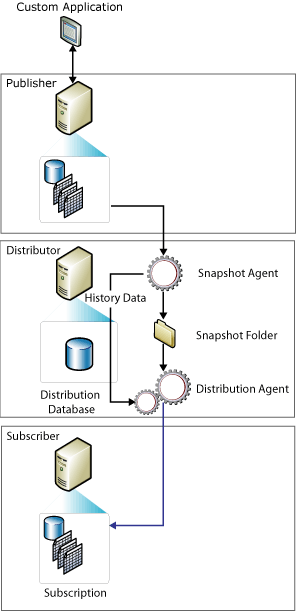 Custom Application
Publisher
Distributor
Snapshot Agent
History Data
Snapshot Folder
Distribution Agent
Distribution
Database
Subscriber
Subscription